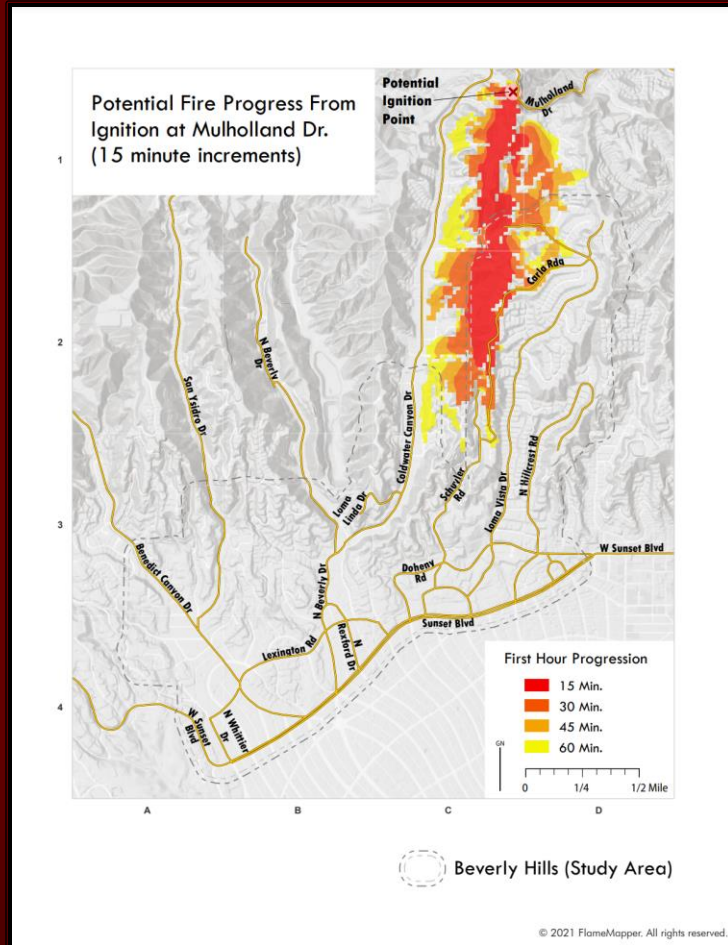 Potential Fire Progress From
Ignition at Mulholland Dr.
(15 minute increments)
Potential
Ignition
Point
Mulholland
Dr
1
Carla Rdg
2
N Beverly
Dr
San Ysidro Dr
Coldwater Canyon Dr
Schuyler
Rd
Loma Vista Dr
N Hillcrest Rd
Loma
Linda Dr
3
W Sunset Blvd
Benedict Canyon Dr
N Beverly Dr
Doheny
Rd
Sunset Blvd
Lexington Rd
N
Rexford Dr
4
W Sunset
Blvd
N Whittier
Dr
First Hour Progression
15 Min.
30 Min.
45 Min.
60 Min.
GN
0 1/4 1/2 Mile
A B C D
Beverly Hills (Study Area)
© 2021 FlameMapper. All rights reserved.